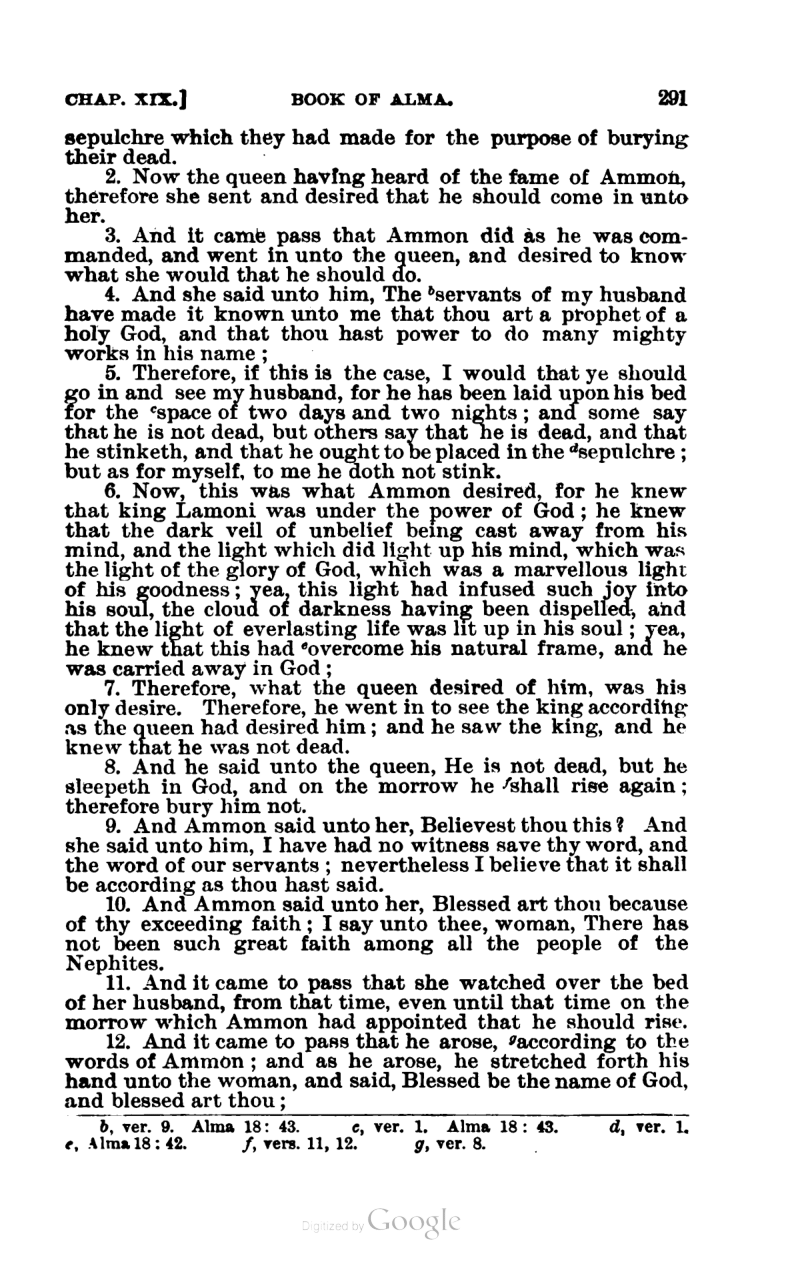 CHAP. XIX.] BOOK OF ALMA. 291
sepulchre which they had made for the purpose of burying
their dead.
2. Now the queen having heard of the fame of Ammon,
therefore she sent and desired that he should come in unto
her.
3. And it came pass that Ammon did as he was com-
manded, and went in unto the queen, and desired to know
what she would that he should do.
4. And she said unto him, The ᵇservants of my husband
have made it known unto me that thou art a prophet of a
holy God, and that thou hast power to do many mighty
works in his name ;
5. Therefore, if this is the case, I would that ye should
go in and see my husband, for he has been laid upon his bed
for the ᶜspace of two days and two nights ; and some say
that he is not dead, but others say that he is dead, and that
he stinketh, and that he ought to be placed in the ᵈsepulchre ;
but as for myself, to me he doth not stink.
6. Now, this was what Ammon desired, for he knew
that king Lamoni was under the power of God ; he knew
that the dark veil of unbelief being cast away from his
mind, and the light which did light up his mind, which was
the light of the glory of God, which was a marvellous light
of his goodness ; yea, this light had infused such joy into
his soul, the cloud of darkness having been dispelled, and
that the light of everlasting life was lit up in his soul ; yea,
he knew that this had ᵉovercome his natural frame, and he
was carried away in God ;
7. Therefore, what the queen desired of him, was his
only desire. Therefore, he went in to see the king according
as the queen had desired him ; and he saw the king, and he
knew that he was not dead.
8. And he said unto the queen, He is not dead, but he
sleepeth in God, and on the morrow he ᶠshall rise again ;
therefore bury him not.
9. And Ammon said unto her, Believest thou this ? And
she said unto him, I have had no witness save thy word, and
the word of our servants ; nevertheless I believe that it shall
be according as thou hast said.
10. And Ammon said unto her, Blessed art thou because
of thy exceeding faith ; I say unto thee, woman, There has
not been such great faith among all the people of the
Nephites.
11. And it came to pass that she watched over the bed
of her husband, from that time, even until that time on the
morrow which Ammon had appointed that he should rise.
12. And it came to pass that he arose, ᵍaccording to the
words of Ammon ; and as he arose, he stretched forth his
hand unto the woman, and said, Blessed be the name of God,
and blessed art thou ;
b, ver. 9. Alma 18 : 43. c, ver. 1. Alma 18 : 43. d, ver. 1.
e, Alma 18 : 42. f, vers. 11, 12. g, ver. 8.
Digitized by Google